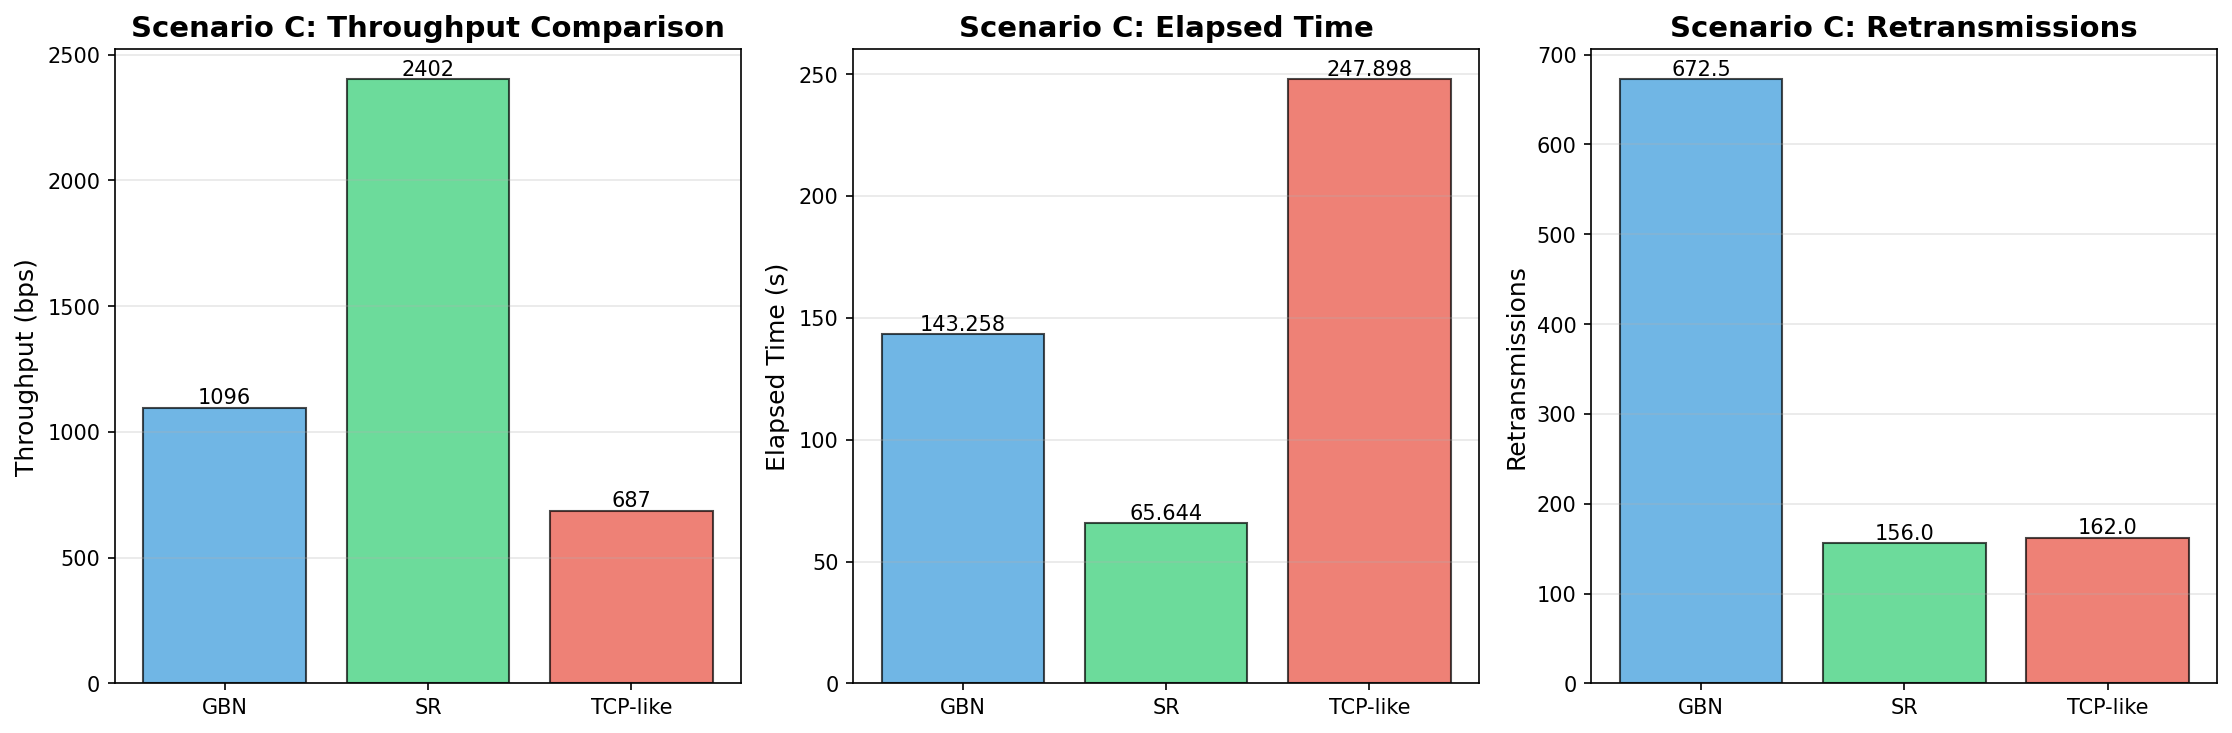 Scenario C: Throughput Comparison
Throughput (bps)
2500
2000
1500
1000
500
0
1096
2402
687
GBN
SR
TCP-like
Scenario C: Elapsed Time
Elapsed Time (s)
250
200
150
100
50
0
143.258
65.644
247.898
GBN
SR
TCP-like
Scenario C: Retransmissions
Retransmissions
700
600
500
400
300
200
100
0
672.5
156.0
162.0
GBN
SR
TCP-like